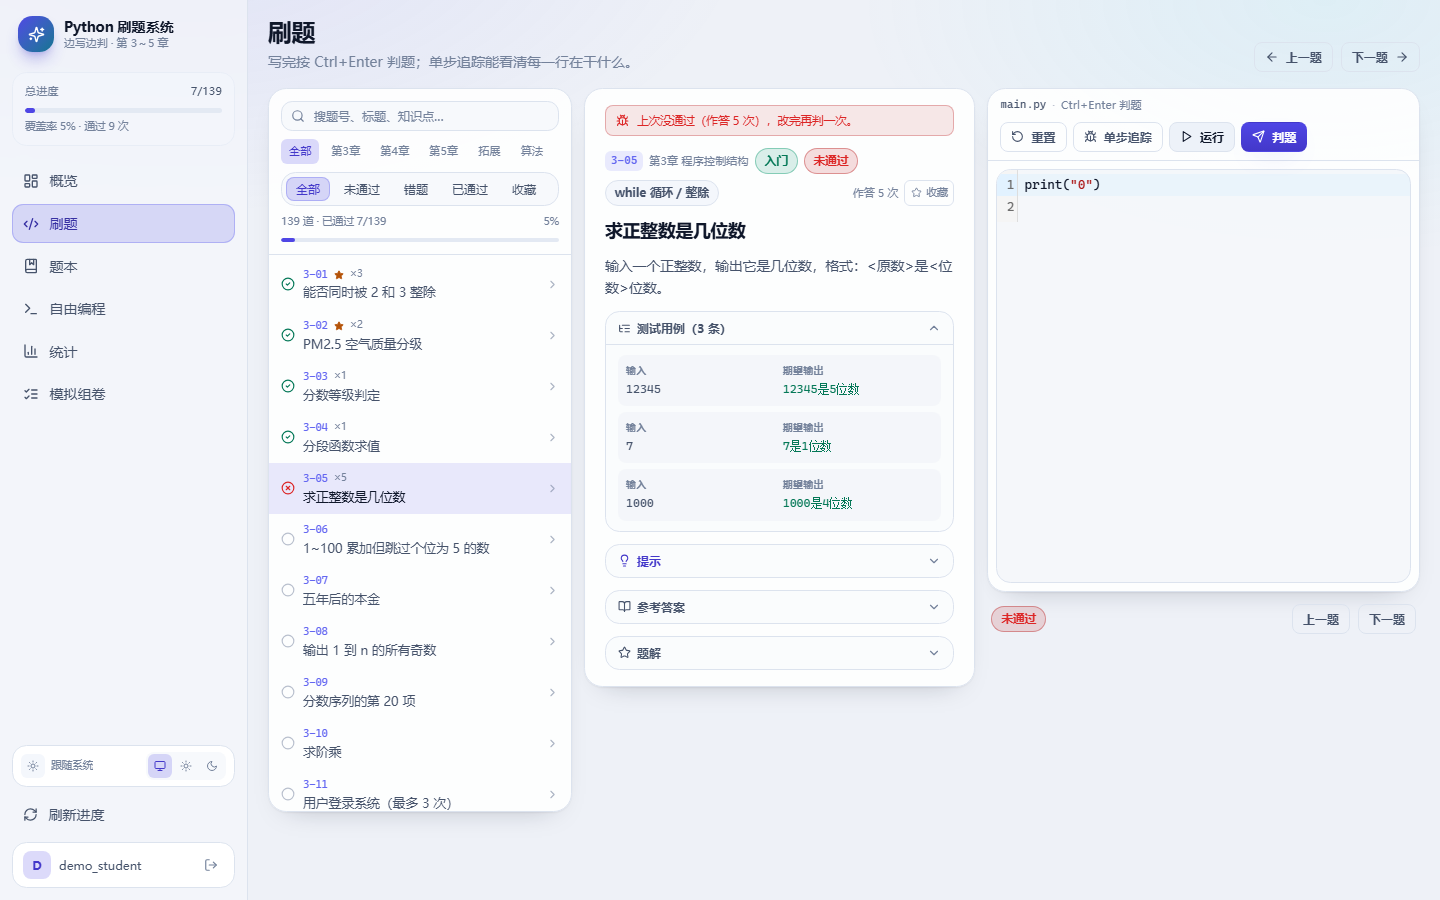 Python 刷题系统
边写边判 · 第 3 ~ 5 章
总进度 7/139
覆盖率 5% · 通过 9 次
概览
刷题
题本
自由编程
统计
模拟组卷
跟随系统
刷新进度
D demo_student
刷题
写完按 Ctrl+Enter 判题；单步追踪能看清每一行在干什么。
上一题 下一题
搜题号、标题、知识点...
全部 第3章 第4章 第5章 拓展 算法
全部 未通过 错题 已通过 收藏
139 道 · 已通过 7/139 5%
3-01 ×3
能否同时被 2 和 3 整除
3-02 ×2
PM2.5 空气质量分级
3-03 ×1
分数等级判定
3-04 ×1
分段函数求值
3-05 ×5
求正整数是几位数
3-06
1~100 累加但跳过个位为 5 的数
3-07
五年后的本金
3-08
输出 1 到 n 的所有奇数
3-09
分数序列的第 20 项
3-10
求阶乘
3-11
用户登录系统（最多 3 次）
上次没通过（作答 5 次），改完再判一次。
3-05 第3章 程序控制结构 入门 未通过
while 循环 / 整除 作答 5 次 收藏
求正整数是几位数
输入一个正整数，输出它是几位数，格式：<原数>是<位
数>位数。
测试用例（3 条）
输入 期望输出
12345 12345是5位数
输入 期望输出
7 7是1位数
输入 期望输出
1000 1000是4位数
提示
参考答案
题解
main.py · Ctrl+Enter 判题
重置 单步追踪 运行 判题
1 print("0")
2
未通过 上一题 下一题